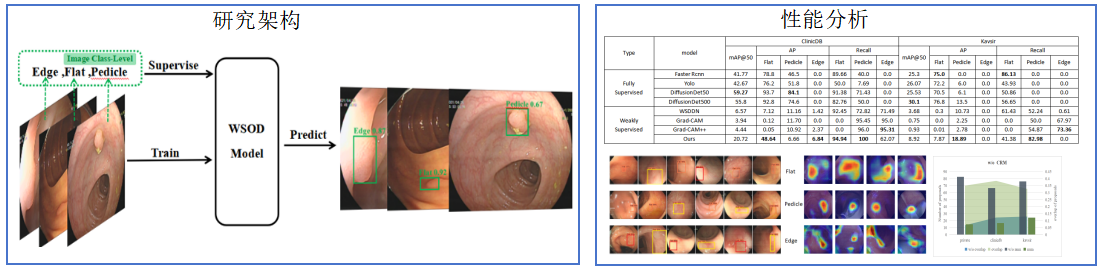 研究架构
Image Class-Level
Edge ,Flat ,Pedicle
Supervise
Train
WSOD
Model
Predict
Pedicle 0.67
性能分析
Type model ClinicDB Kavsir
mAP@50 AP Recall mAP@50 AP Recall
Flat Pedicle Edge Flat Pedicle Edge Flat Pedicle Edge Flat Pedicle Edge
Fully Supervised
Faster Rcnn 41.77 78.8 46.5 0.0 89.66 40.0 0.0 25.3 75.0 0.0 0.0 86.13 0.0 0.0
Yolo 42.67 76.2 51.8 0.0 50.0 7.69 0.0 26.07 72.2 6.0 0.0 43.93 0.0 0.0
DiffusionDet50 59.27 93.7 84.1 0.0 91.38 71.43 0.0 25.53 70.5 6.1 0.0 50.86 0.0 0.0
DiffusionDet500 55.8 92.8 74.6 0.0 82.76 50.0 0.0 30.1 76.8 13.5 0.0 56.65 0.0 0.0
Weakly Supervised
WSDDN 6.57 7.12 11.16 1.42 92.45 72.82 71.49 3.68 0.3 10.73 0.0 61.43 52.24 0.61
Grad-CAM 3.94 0.12 11.70 0.0 0.0 95.45 95.0 0.75 0.0 2.25 0.0 0.0 50.0 67.97
Grad-CAM++ 4.44 0.05 10.92 2.37 0.0 96.0 95.31 0.93 0.01 2.78 0.0 0.0 54.87 73.36
Ours 20.72 48.64 6.66 6.84 94.94 100 62.07 8.92 7.87 18.89 0.0 41.38 82.98 0.0
Flat
Pedicle
Edge